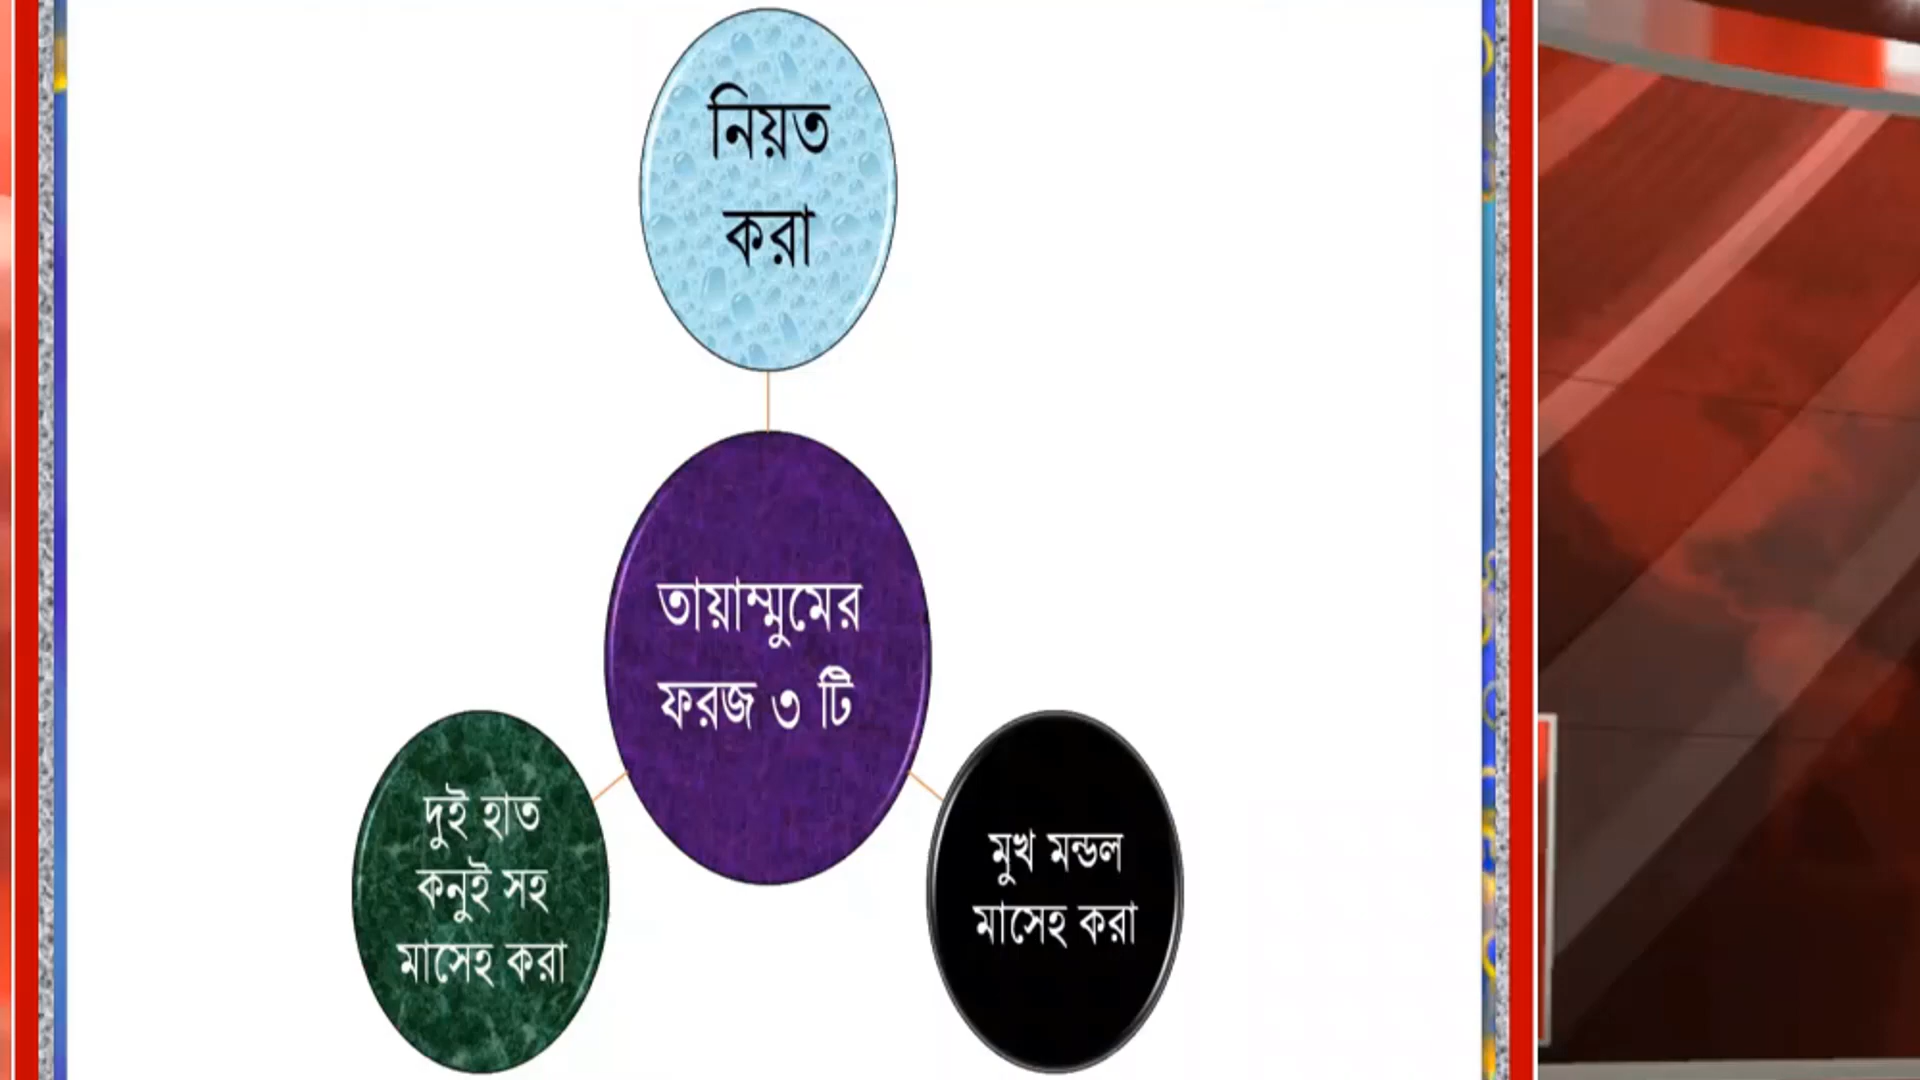 নিয়ত
করা
তায়াম্মুমের
ফরজ ৩ টি
দুই হাত
কনুই সহ
মাসেহ করা
মুখ মন্ডল
মাসেহ করা